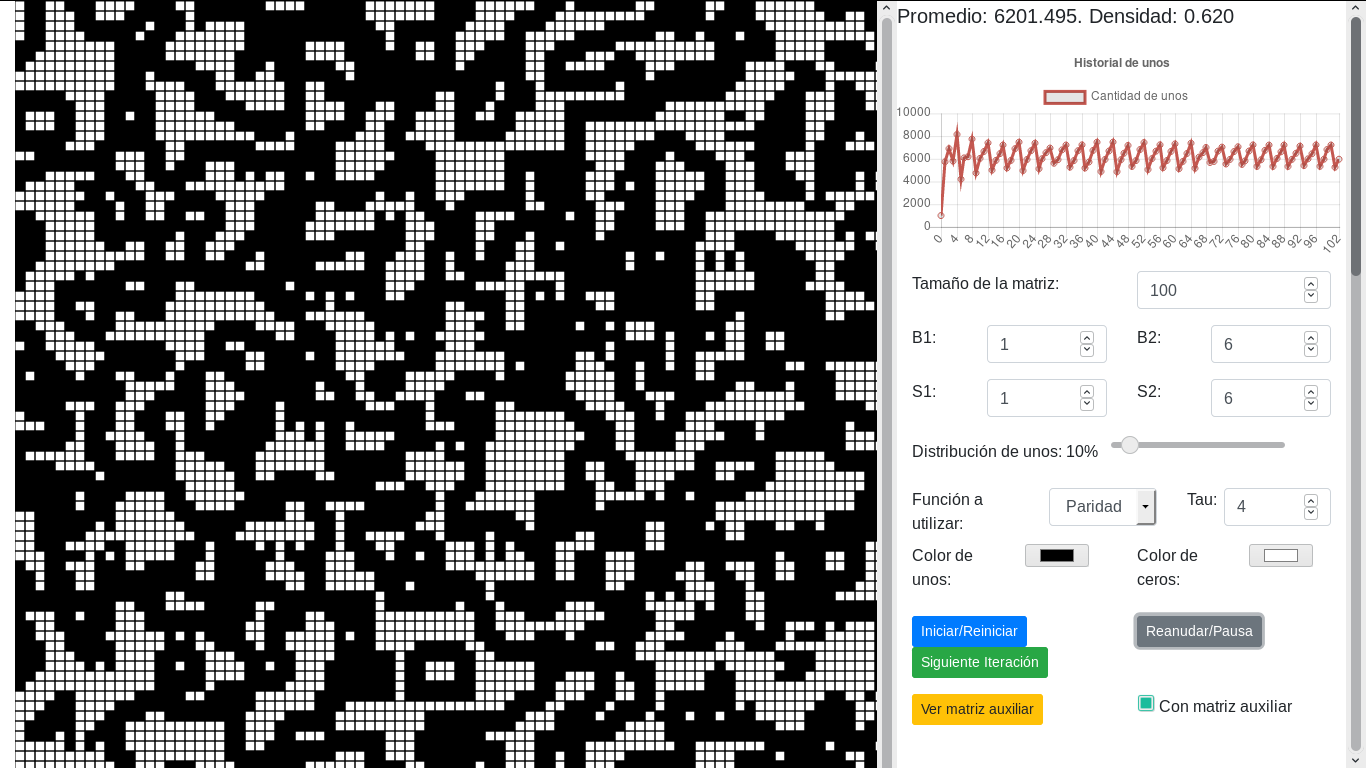 Promedio: 6201.495. Densidad: 0.620
Historial de unos
Cantidad de unos
10000
8000
6000
4000
2000
0
0 4 8 12 16 20 24 28 32 36 40 44 48 52 56 60 64 68 72 76 80 84 88 92 96 102
Tamaño de la matriz: 100
B1: 1 B2: 6
S1: 1 S2: 6
Distribución de unos: 10%
Función a
utilizar:
Paridad
Tau: 4
Color de
unos:
Color de
ceros:
Iniciar/Reiniciar
Reanudar/Pausa
Siguiente Iteración
Ver matriz auxiliar
Con matriz auxiliar